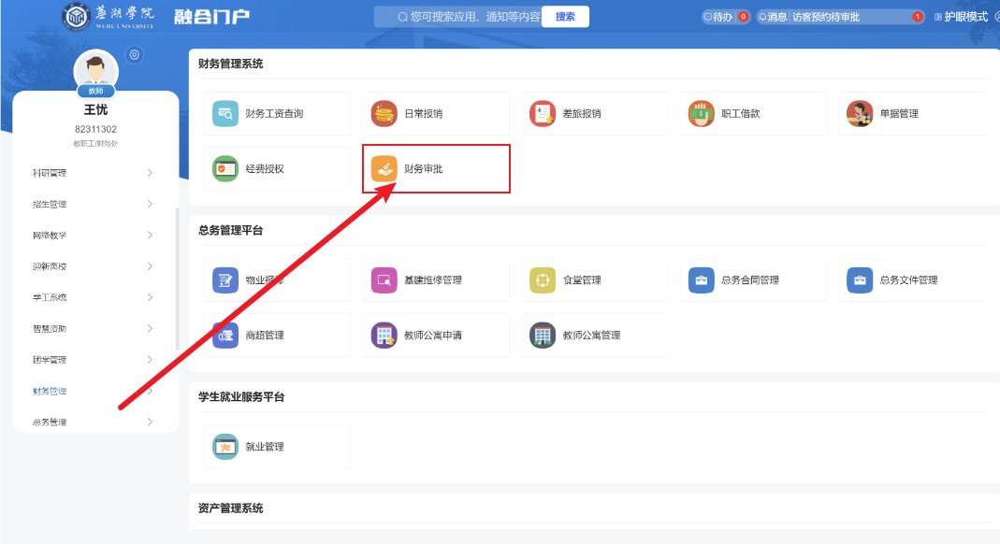 蕪湖学院
WUHU UNIVERSITY
融合门户
您可搜索应用、通知等内容
搜索
待办 0
消息 访客预约待审批 1
护眼模式
教师
王忧
82311302
教职工/财务处
科研管理
招生管理
网络教学
迎新离校
学工系统
智慧资助
团学管理
财务管理
总务管理
财务管理系统
财务工资查询
日常报销
差旅报销
职工借款
单据管理
经费授权
财务审批
总务管理平台
物业报修
基建维修管理
食堂管理
总务合同管理
总务文件管理
商超管理
教师公寓申请
教师公寓管理
学生就业服务平台
就业管理
资产管理系统